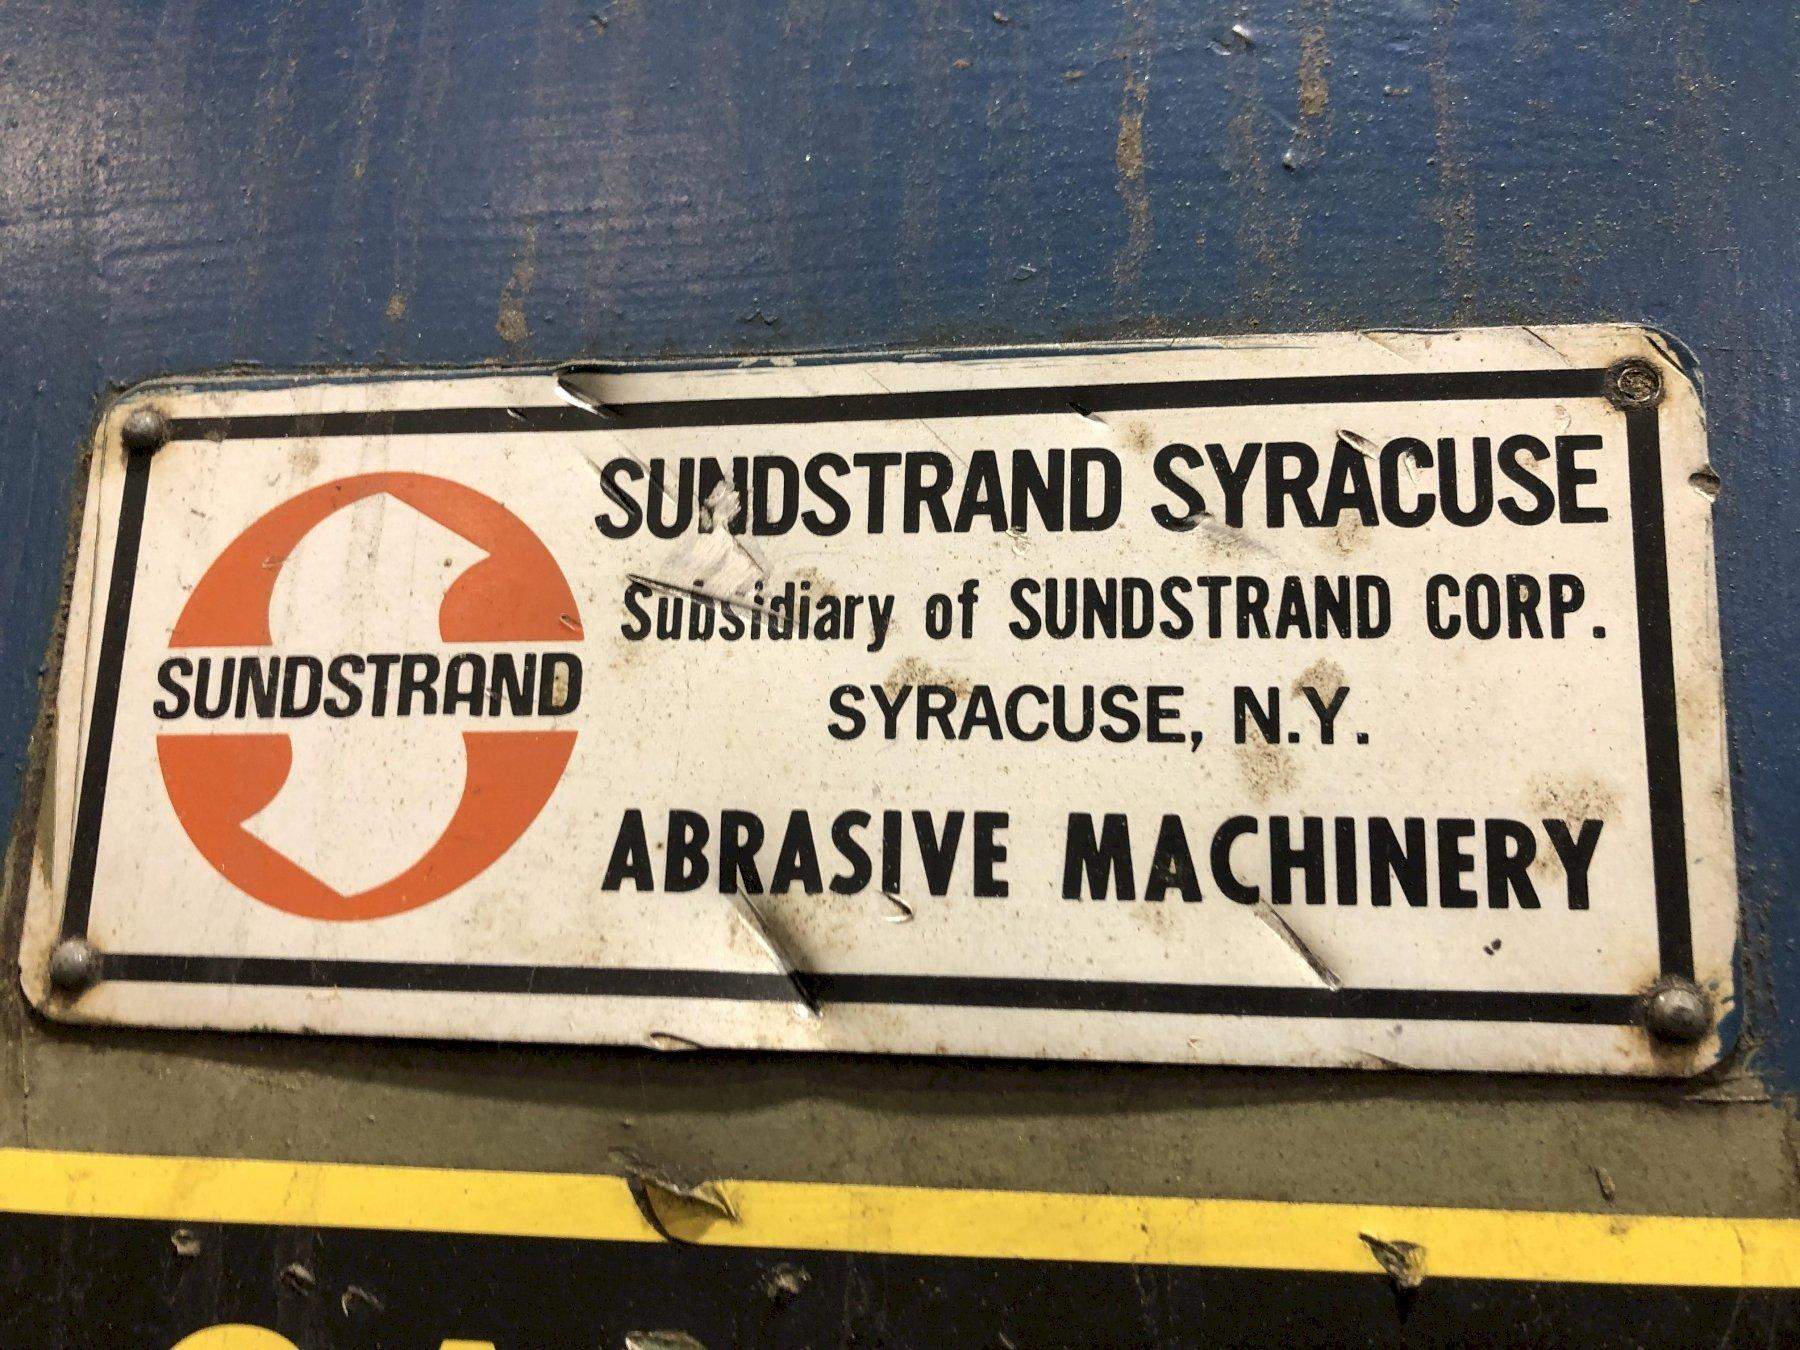 SUNDSTRAND
SUNDSTRAND SYRACUSE
Subsidiary of SUNDSTRAND CORP.
SYRACUSE, N.Y.
ABRASIVE MACHINERY